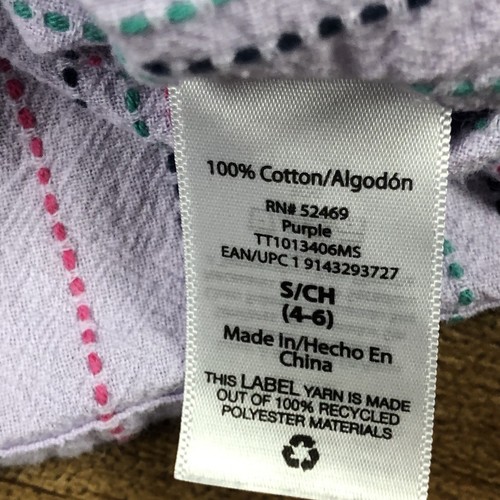 100% Cotton/Algodón
RN# 52469
Purple
TT1013406MS
EAN/UPC 1 9143293727
S/CH
(4-6)
Made In/Hecho En
China
THIS LABEL YARN IS MADE
OUT OF 100% RECYCLED
POLYESTER MATERIALS